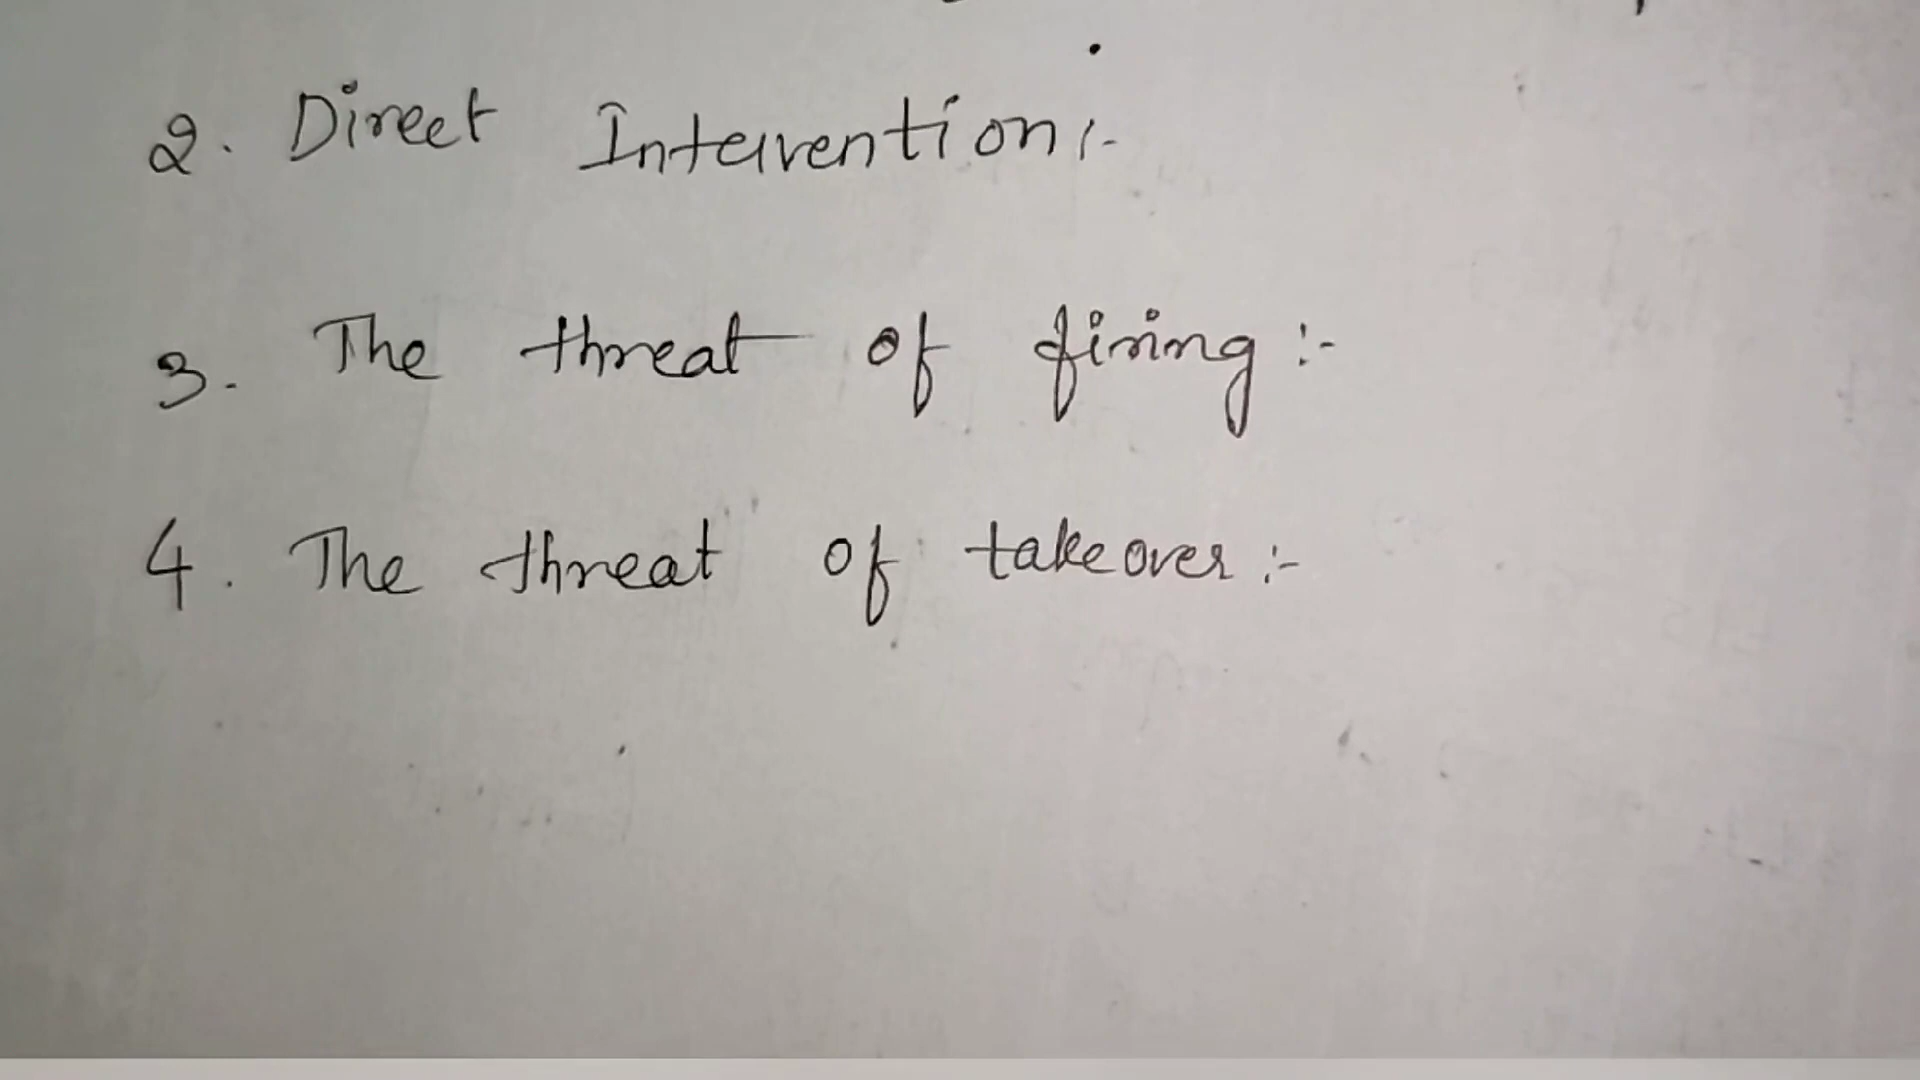 2. Direct Intervention:-
3. The threat of firing:-
4. The threat of takeover:-